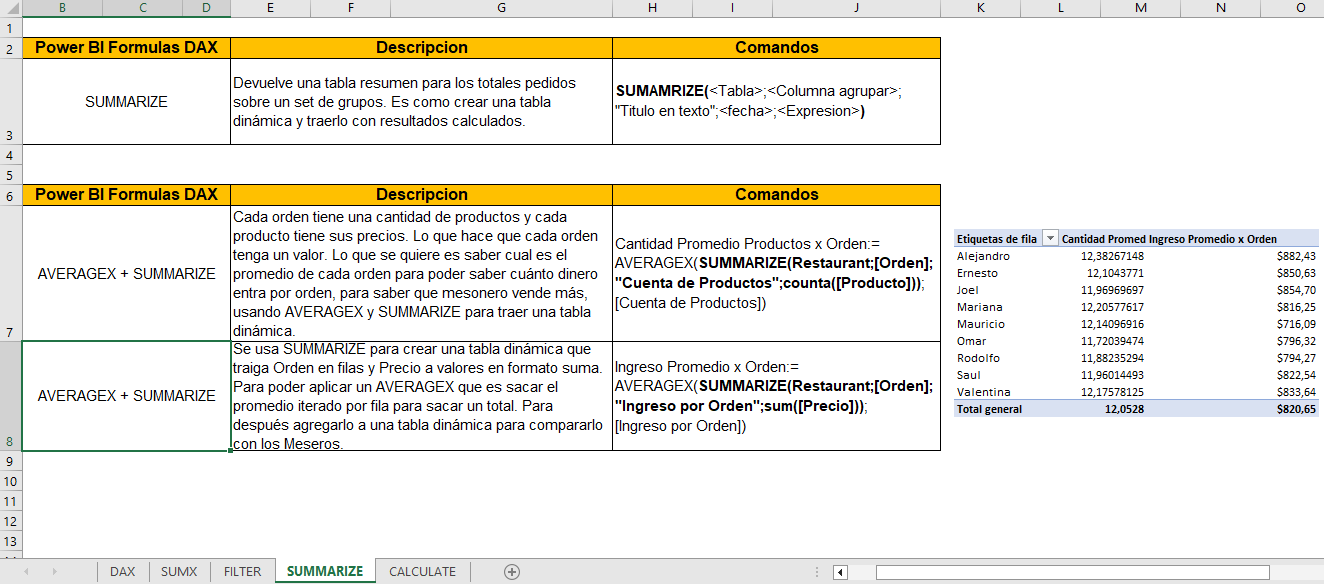 B C D E F G H I J K L M N O
1
2 Power BI Formulas DAX Descripcion Comandos
3
SUMMARIZE
Devuelve una tabla resumen para los totales pedidos
sobre un set de grupos. Es como crear una tabla
dinámica y traerlo con resultados calculados.
SUMAMRIZE(<Tabla>;<Columna agrupar>;
"Titulo en texto";<fecha>;<Expresion>)
4
5
6 Power BI Formulas DAX Descripcion Comandos
7
AVERAGEX + SUMMARIZE
Cada orden tiene una cantidad de productos y cada
producto tiene sus precios. Lo que hace que cada orden
tenga un valor. Lo que se quiere es saber cual es el
promedio de cada orden para poder saber cuánto dinero
entra por orden, para saber que mesonero vende más,
usando AVERAGEX y SUMMARIZE para traer una tabla
dinámica.
Cantidad Promedio Productos x Orden:=
AVERAGEX(SUMMARIZE(Restaurant;[Orden];
"Cuenta de Productos";counta([Producto]));
[Cuenta de Productos])
8
AVERAGEX + SUMMARIZE
Se usa SUMMARIZE para crear una tabla dinámica que
traiga Orden en filas y Precio a valores en formato suma.
Para poder aplicar un AVERAGEX que es sacar el
promedio iterado por fila para sacar un total. Para
después agregarlo a una tabla dinámica para compararlo
con los Meseros.
Ingreso Promedio x Orden:=
AVERAGEX(SUMMARIZE(Restaurant;[Orden];
"Ingreso por Orden";sum([Precio]));
[Ingreso por Orden])
Etiquetas de fila Cantidad Promed Ingreso Promedio x Orden
Alejandro 12,38267148 $882,43
Ernesto 12,1043771 $850,63
Joel 11,96969697 $854,70
Mariana 12,20577617 $816,25
Mauricio 12,14096916 $716,09
Omar 11,72039474 $796,32
Rodolfo 11,88235294 $794,27
Saul 11,96014493 $822,54
Valentina 12,17578125 $833,64
Total general 12,0528 $820,65
9
10
11
12
13
DAX SUMX FILTER SUMMARIZE CALCULATE